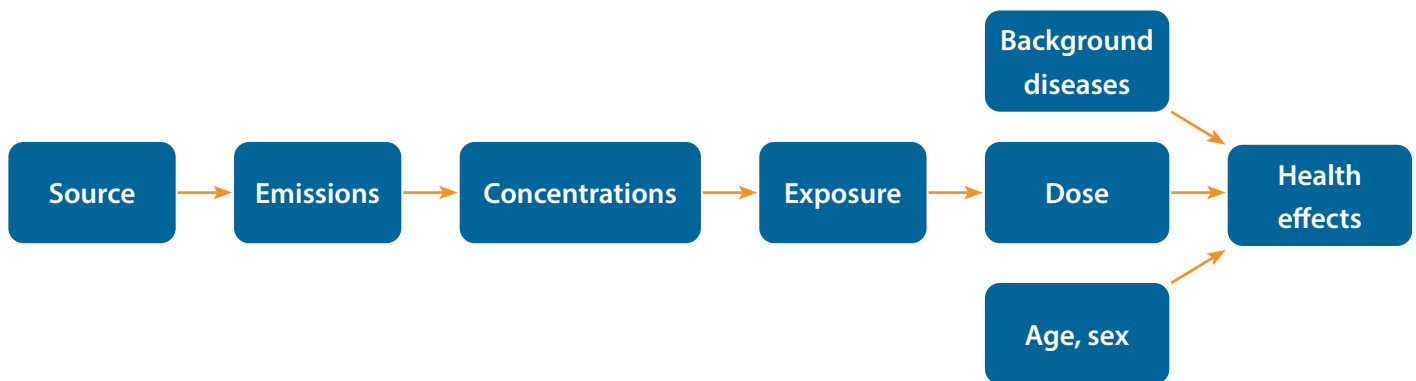 Background
diseases
Source
Emissions
Concentrations
Exposure
Dose
Health
effects
Age, sex